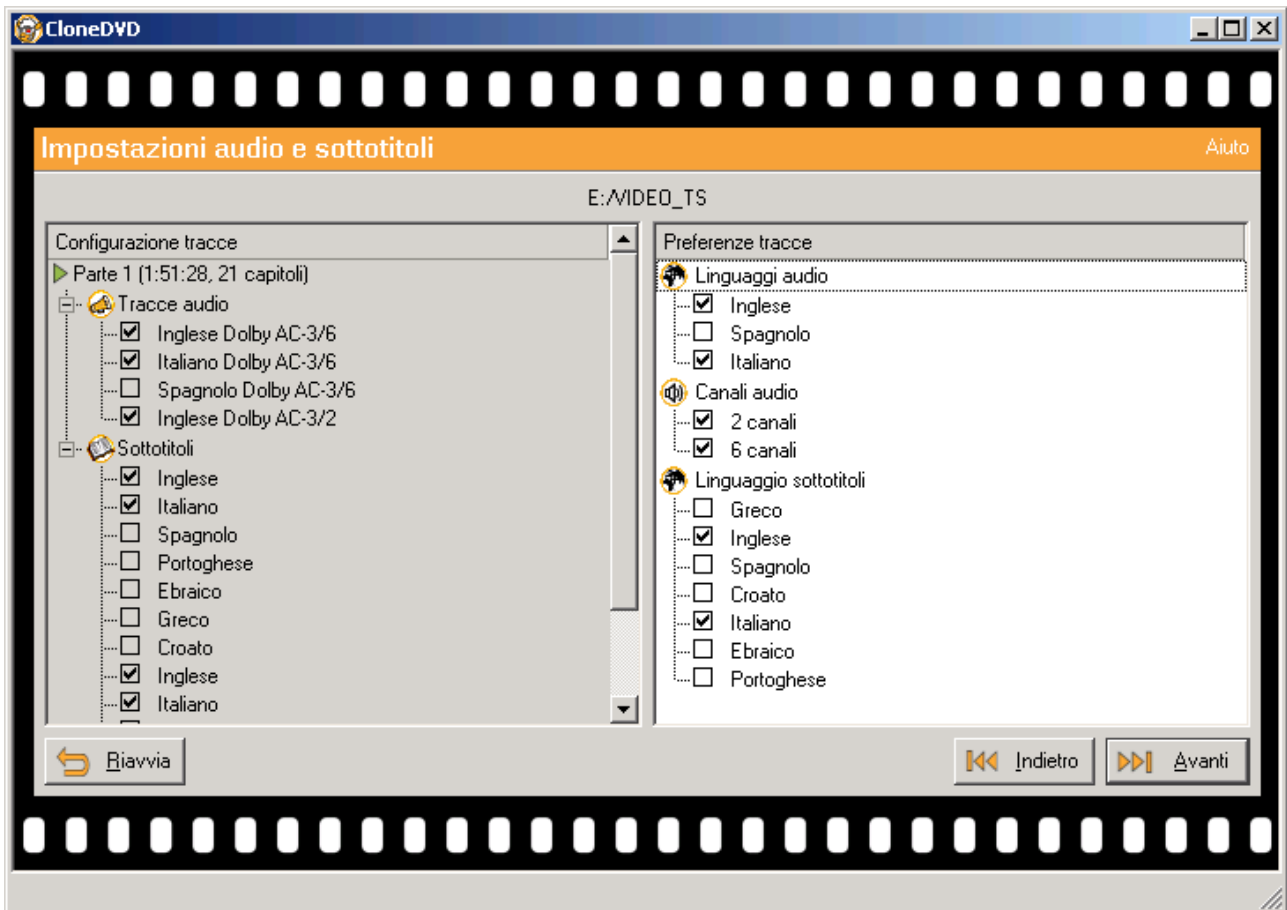 CloneDVD
Impostazioni audio e sottotitoli
Aiuto
E:/VIDEO_TS
Configurazione tracce
Parte 1 (1:51:28, 21 capitoli)
Tracce audio
Inglese Dolby AC-3/6
Italiano Dolby AC-3/6
Spagnolo Dolby AC-3/6
Inglese Dolby AC-3/2
Sottotitoli
Inglese
Italiano
Spagnolo
Portoghese
Ebraico
Greco
Croato
Inglese
Italiano
Preferenze tracce
Linguaggi audio
Inglese
Spagnolo
Italiano
Canali audio
2 canali
6 canali
Linguaggio sottotitoli
Greco
Inglese
Spagnolo
Croato
Italiano
Ebraico
Portoghese
Riavvia
Indietro
Avanti